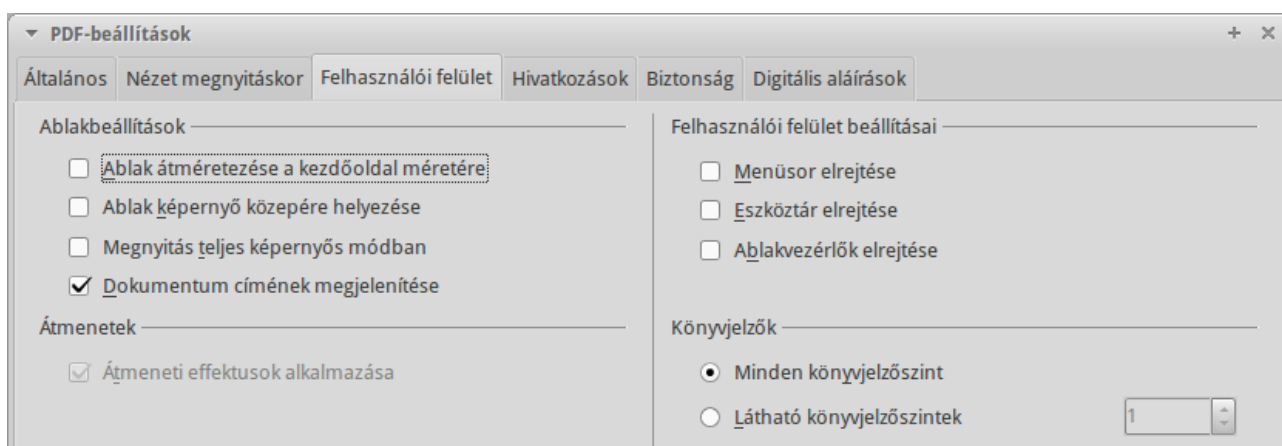 PDF-beállítások
Általános Nézet megnyitáskor Felhasználói felület Hivatkozások Biztonság Digitális aláírások
Ablakbeállítások
Ablak átméretezése a kezdőoldal méretére
Ablak képernyő közepére helyezése
Megnyitás teljes képernyős módban
Dokumentum címének megjelenítése
Átmenetek
Átmeneti effektusok alkalmazása
Felhasználói felület beállításai
Menüsor elrejtése
Eszköztár elrejtése
Ablakvezérlők elrejtése
Könyvjelzők
Minden könyvjelzőszint
Látható könyvjelzőszintek 1